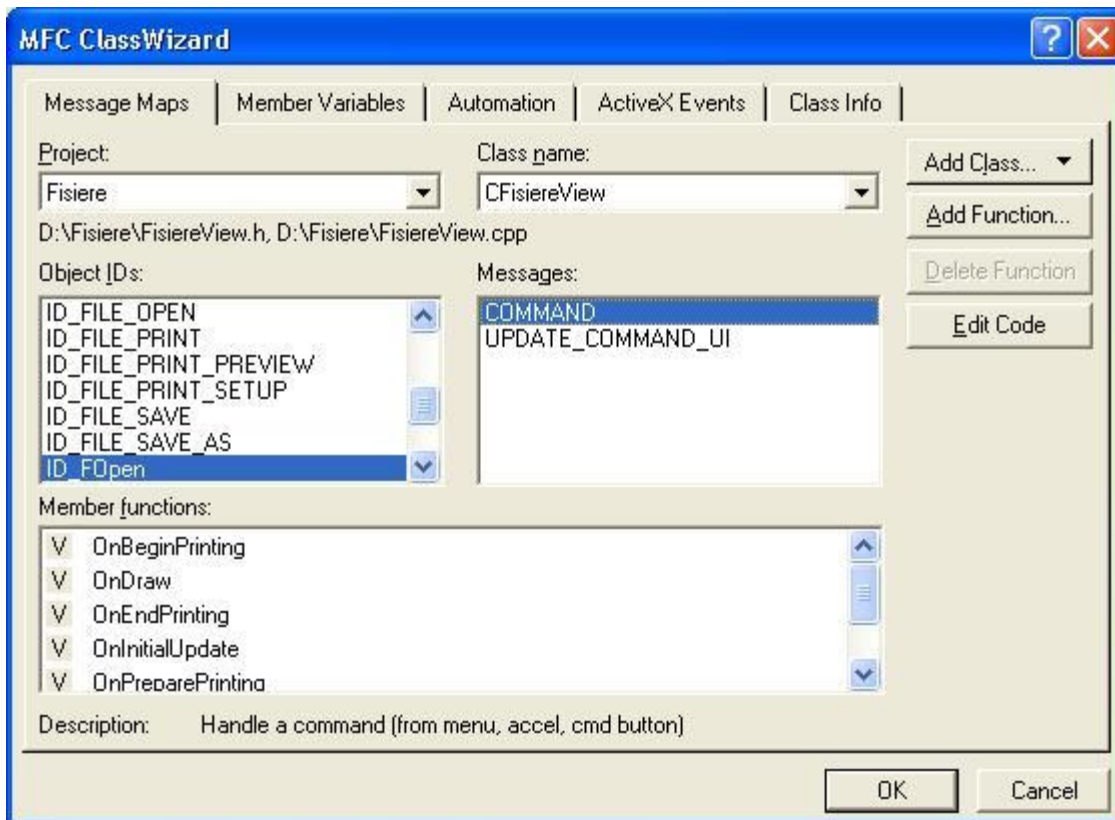 MFC ClassWizard
Message Maps Member Variables Automation ActiveX Events Class Info
Project: Class name:
Add Class...
Fisiere CFisiereView
Add Function...
D:\Fisiere\FisiereView.h, D:\Fisiere\FisiereView.cpp
Object IDs: Messages:
Delete Function
ID_FILE_OPEN COMMAND
ID_FILE_PRINT UPDATE_COMMAND_UI
Edit Code
ID_FILE_PRINT_PREVIEW
ID_FILE_PRINT_SETUP
ID_FILE_SAVE
ID_FILE_SAVE_AS
ID_FOpen
Member functions:
V OnBeginPrinting
V OnDraw
V OnEndPrinting
V OnInitialUpdate
V OnPreparePrinting
Description: Handle a command (from menu, accel, cmd button)
OK Cancel